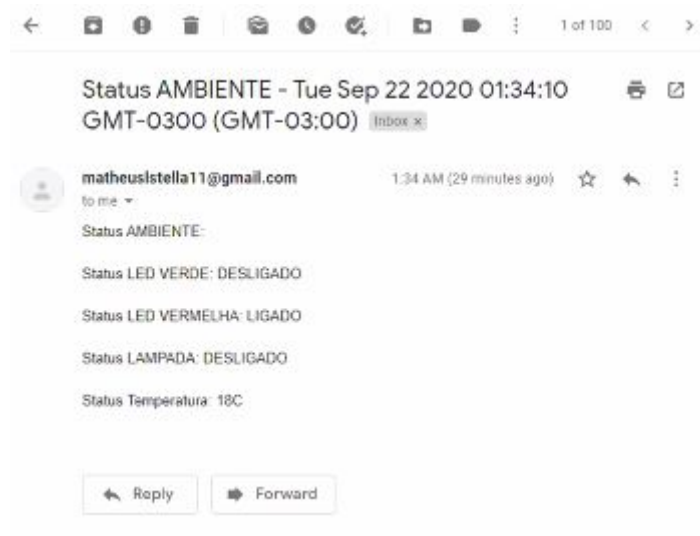 1 of 100
Status AMBIENTE - Tue Sep 22 2020 01:34:10
GMT-0300 (GMT-03:00) Inbox ×
matheuslstella11@gmail.com 1:34 AM (29 minutes ago)
to me
Status AMBIENTE:
Status LED VERDE: DESLIGADO
Status LED VERMELHA: LIGADO
Status LAMPADA: DESLIGADO
Status Temperatura: 18C
Reply Forward